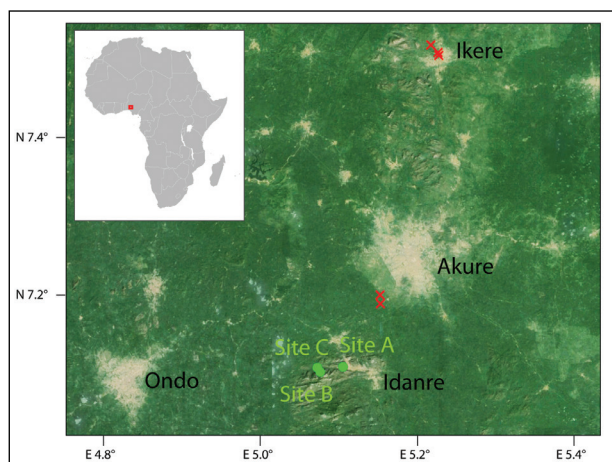 Ikere
N 7.4°
Akure
N 7.2°
Site C
Site A
Ondo
Site B
Idanre
E 4.8°
E 5.0°
E 5.2°
E 5.4°